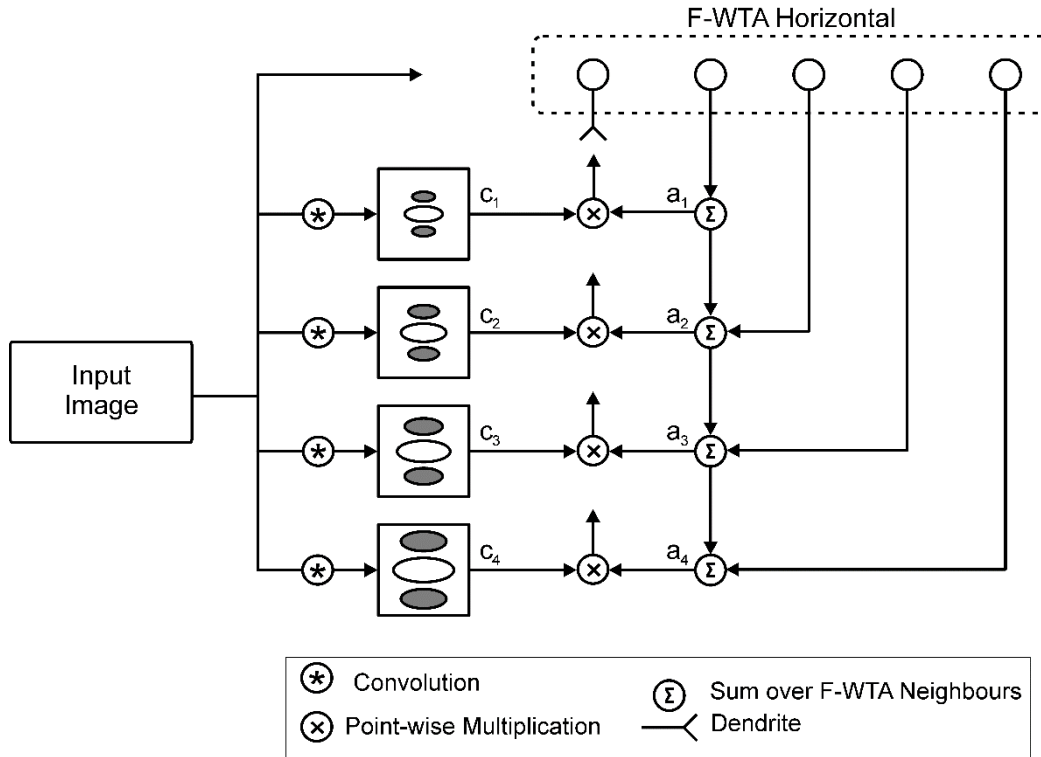 F-WTA Horizontal
c1
a1
c2
a2
c3
a3
c4
a4
Input
Image
Convolution
Point-wise Multiplication
Σ Sum over F-WTA Neighbours
Dendrite